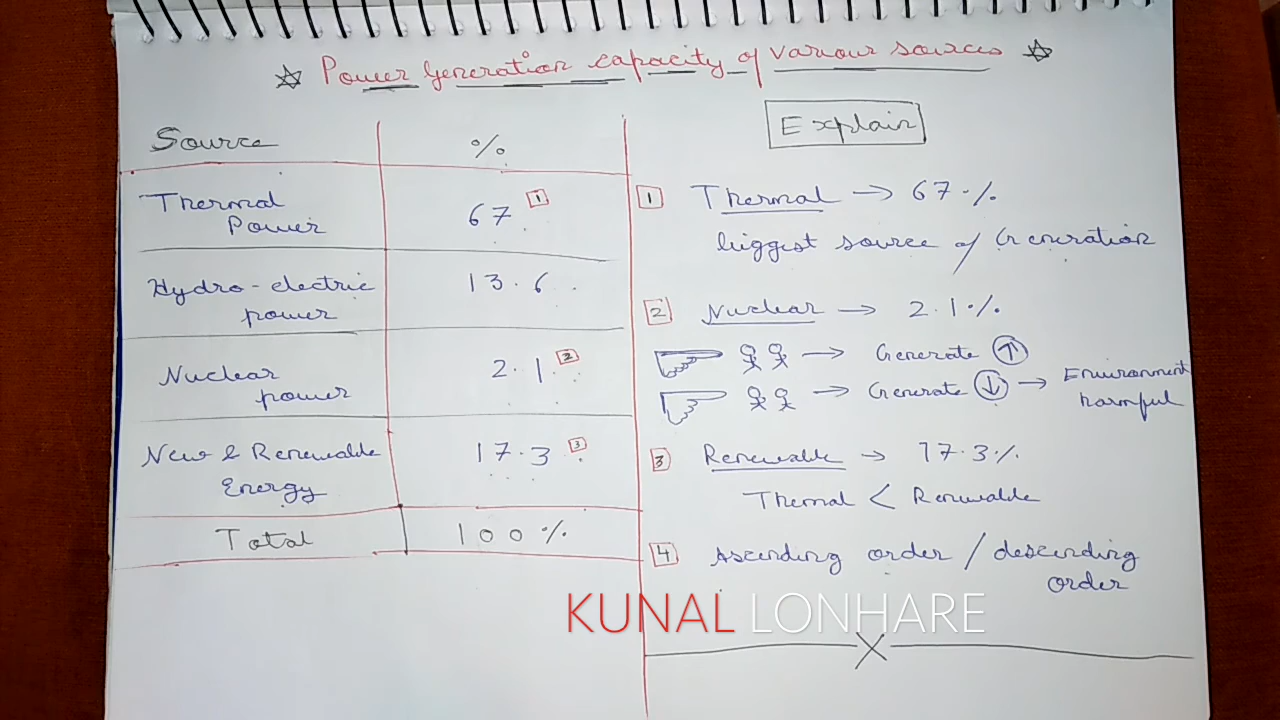 Power Generation capacity of various sources
Source %
Thermal Power 67 1
Hydro-electric power 13.6
Nuclear power 2.1 2
New & Renewable Energy 17.3 3
Total 100%
Explain
1 Thermal → 67%
biggest source of Generation
2 Nuclear → 2.1%
→ Generate ↑
→ Generate ↓ → Environment harmful
3 Renewable → 17.3%
Thermal < Renewable
4 Ascending order / descending order
KUNAL LONHARE